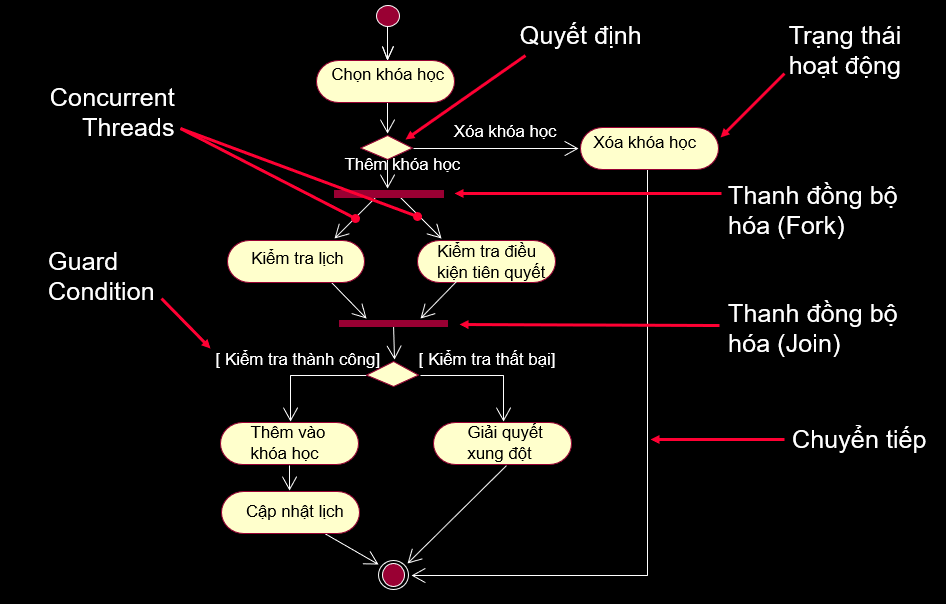 Quyết định
Trạng thái
hoạt động
Chọn khóa học
Concurrent
Threads
Xóa khóa học
Xóa khóa học
Thêm khóa học
Thanh đồng bộ
hóa (Fork)
Kiểm tra lịch
Kiểm tra điều
kiện tiên quyết
Guard
Condition
Thanh đồng bộ
hóa (Join)
[ Kiểm tra thành công]
[ Kiểm tra thất bại]
Thêm vào
khóa học
Giải quyết
xung đột
Chuyển tiếp
Cập nhật lịch